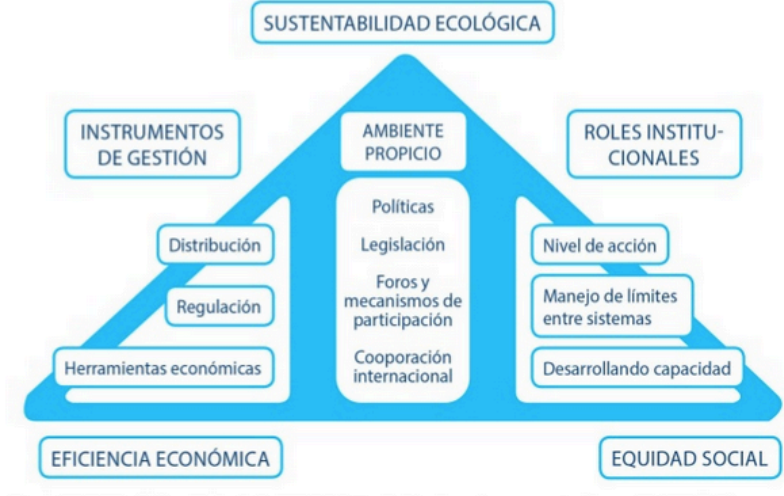 SUSTENTABILIDAD ECOLÓGICA
INSTRUMENTOS
DE GESTIÓN
AMBIENTE
PROPICIO
ROLES INSTITU-
CIONALES
Distribución
Regulación
Herramientas económicas
Políticas
Legislación
Foros y
mecanismos de
participación
Cooporación
internacional
Nivel de acción
Manejo de límites
entre sistemas
Desarrollando capacidad
EFICIENCIA ECONÓMICA
EQUIDAD SOCIAL